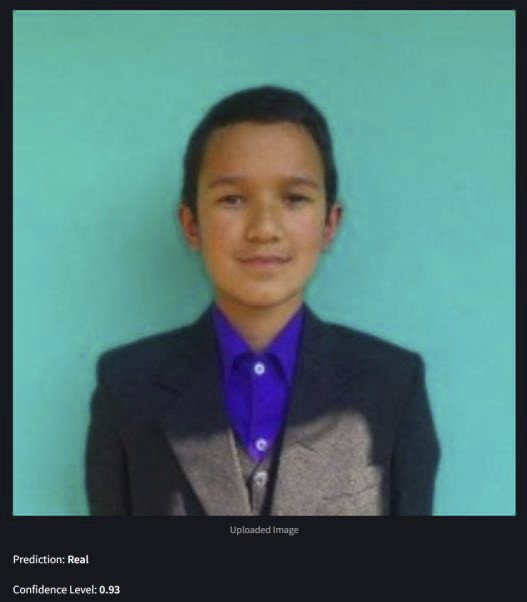 Uploaded Image
Prediction: Real
Confidence Level: 0.93